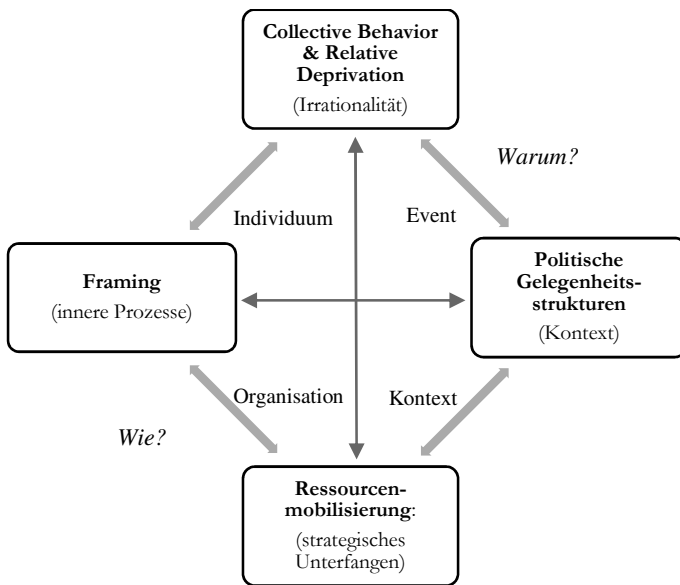 Collective Behavior
& Relative
Deprivation
(Irrationalität)
Warum?
Individuum
Event
Framing
(innere Prozesse)
Politische
Gelegenheits-
strukturen
(Kontext)
Organisation
Kontext
Wie?
Ressourcen-
mobilisierung:
(strategisches
Unterfangen)